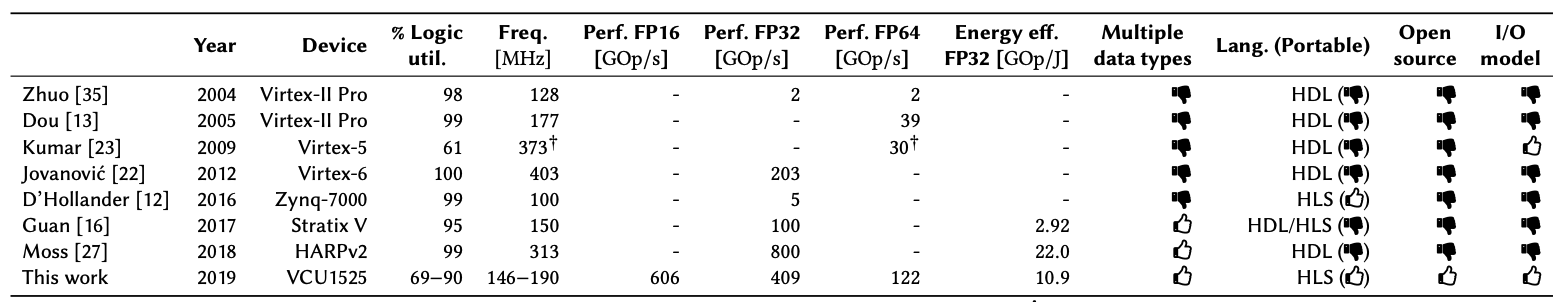 Year Device % Logic util. Freq. [MHz] Perf. FP16 [GOp/s] Perf. FP32 [GOp/s] Perf. FP64 [GOp/s] Energy eff. FP32 [GOp/J] Multiple data types Lang. (Portable) Open source I/O model
Zhuo [35] 2004 Virtex-II Pro 98 128 - 2 2 - 👎 HDL (👎) 👎 👎
Dou [13] 2005 Virtex-II Pro 99 177 - - 39 - 👎 HDL (👎) 👎 👎
Kumar [23] 2009 Virtex-5 61 373† - - 30† - 👎 HDL (👎) 👎 👍
Jovanović [22] 2012 Virtex-6 100 403 - 203 - - 👎 HDL (👎) 👎 👎
D'Hollander [12] 2016 Zynq-7000 99 100 - 5 - - 👎 HLS (👍) 👎 👎
Guan [16] 2017 Stratix V 95 150 - 100 - 2.92 👍 HDL/HLS (👎) 👎 👎
Moss [27] 2018 HARPv2 99 313 - 800 - 22.0 👍 HDL (👎) 👎 👎
This work 2019 VCU1525 69–90 146–190 606 409 122 10.9 👍 HLS (👍) 👍 👍